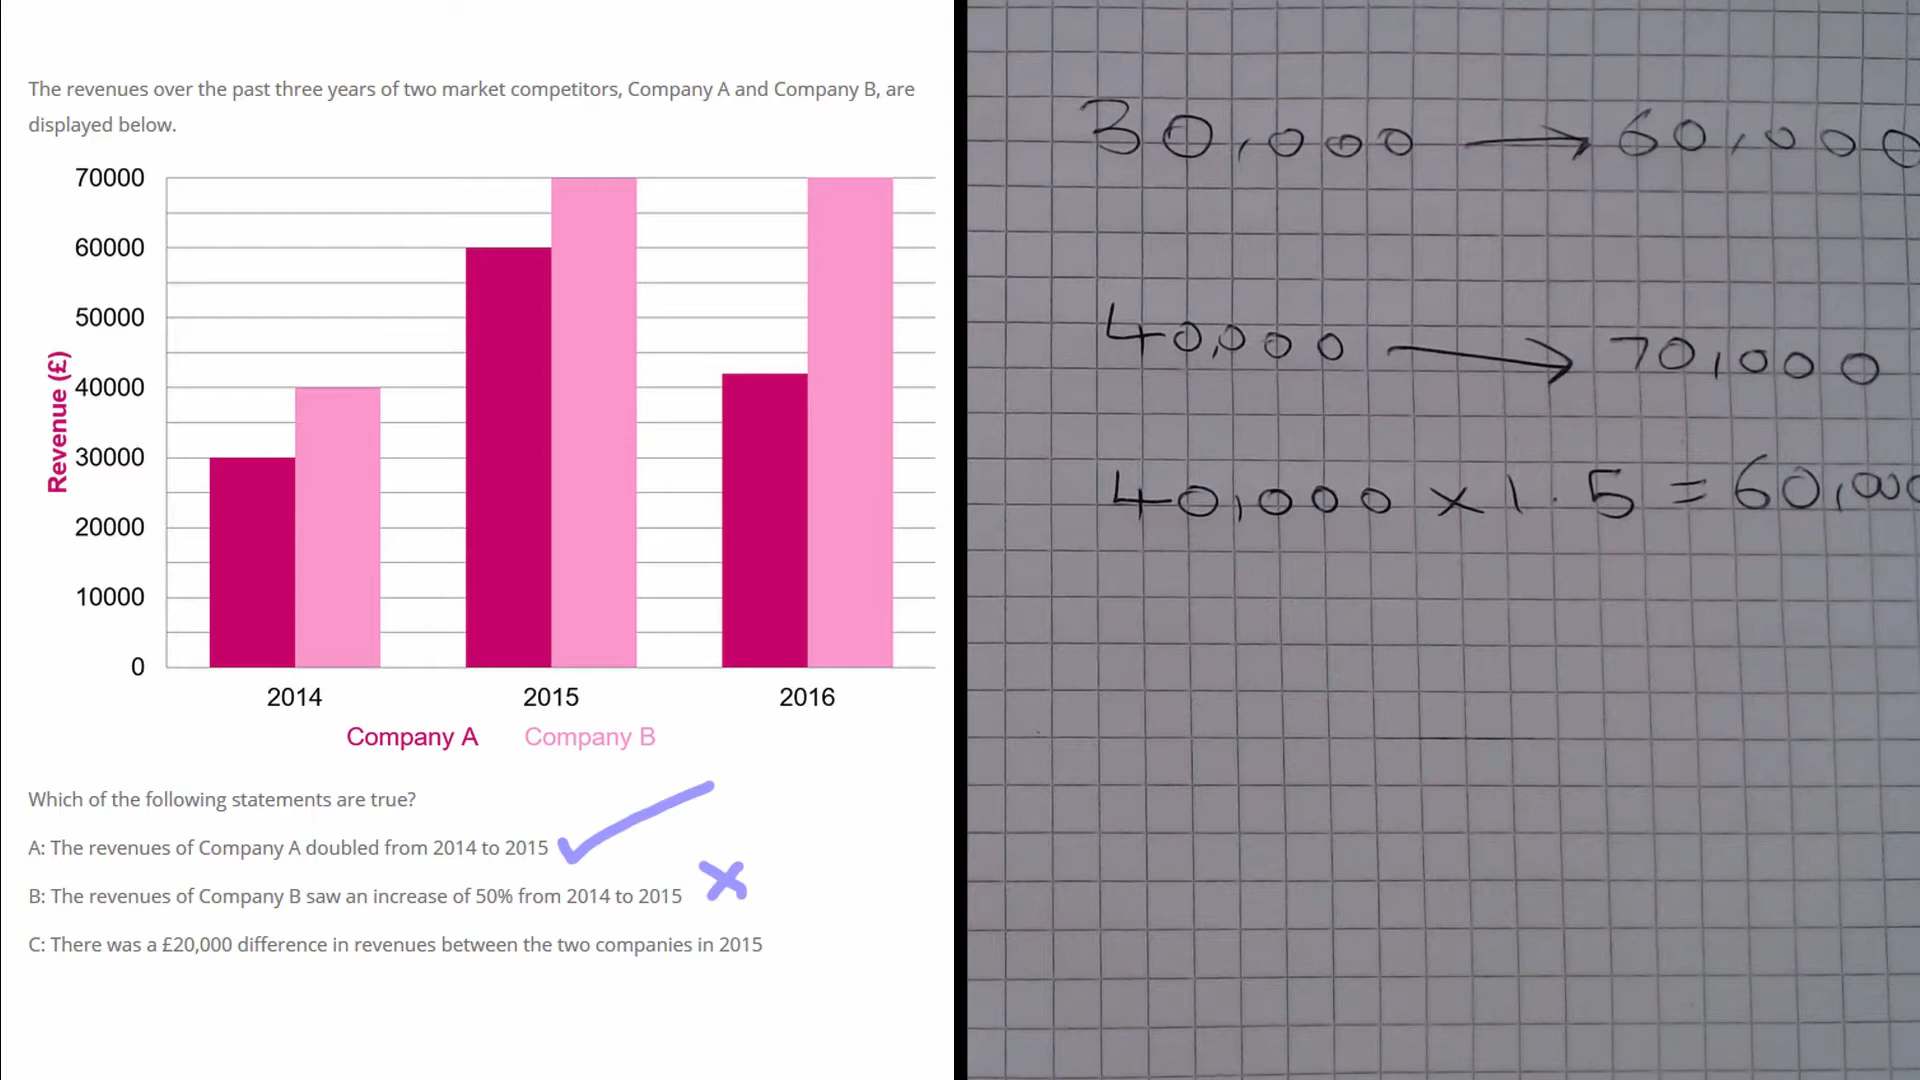 The revenues over the past three years of two market competitors, Company A and Company B, are
displayed below.
70000
60000
50000
40000
30000
20000
10000
0
Revenue (£)
2014 2015 2016
Company A Company B
Which of the following statements are true?
A: The revenues of Company A doubled from 2014 to 2015
B: The revenues of Company B saw an increase of 50% from 2014 to 2015
C: There was a £20,000 difference in revenues between the two companies in 2015
30,000 → 60,000
40,000 → 70,000
40,000 × 1.5 = 60,000